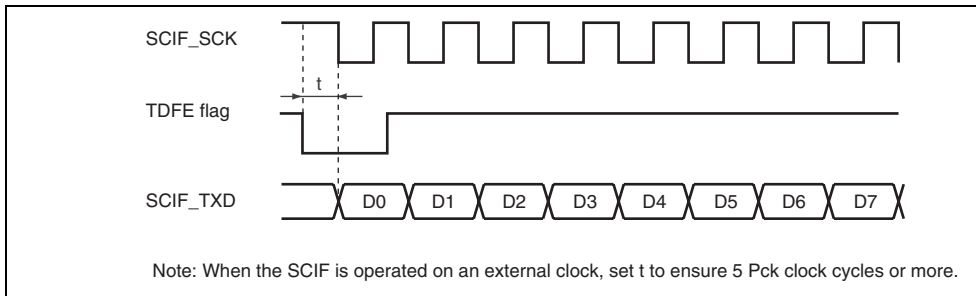 SCIF_SCK
t
TDFE flag
SCIF_TXD D0 D1 D2 D3 D4 D5 D6 D7
Note: When the SCIF is operated on an external clock, set t to ensure 5 Pck clock cycles or more.